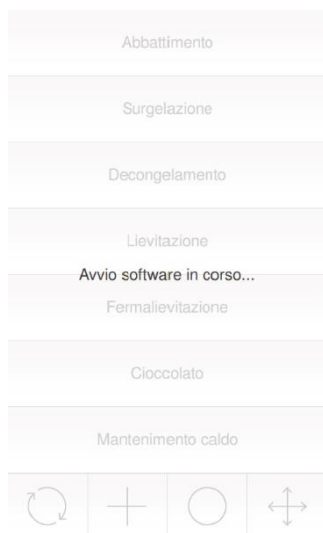 Abbattimento
Surgelazione
Decongelamento
Lievitazione
Avvio software in corso...
Fermalievitazione
Cioccolato
Mantenimento caldo